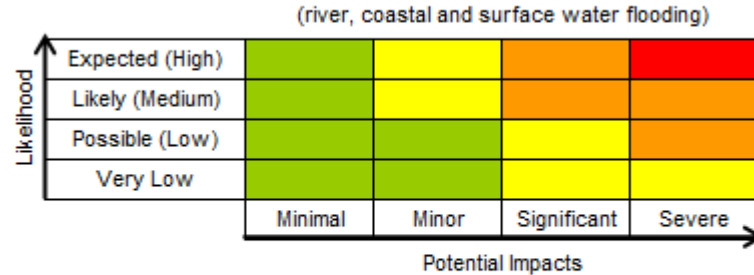 (river, coastal and surface water flooding)
Expected (High)
Likely (Medium)
Possible (Low)
Very Low
Likelihood
Minimal Minor Significant Severe
Potential Impacts